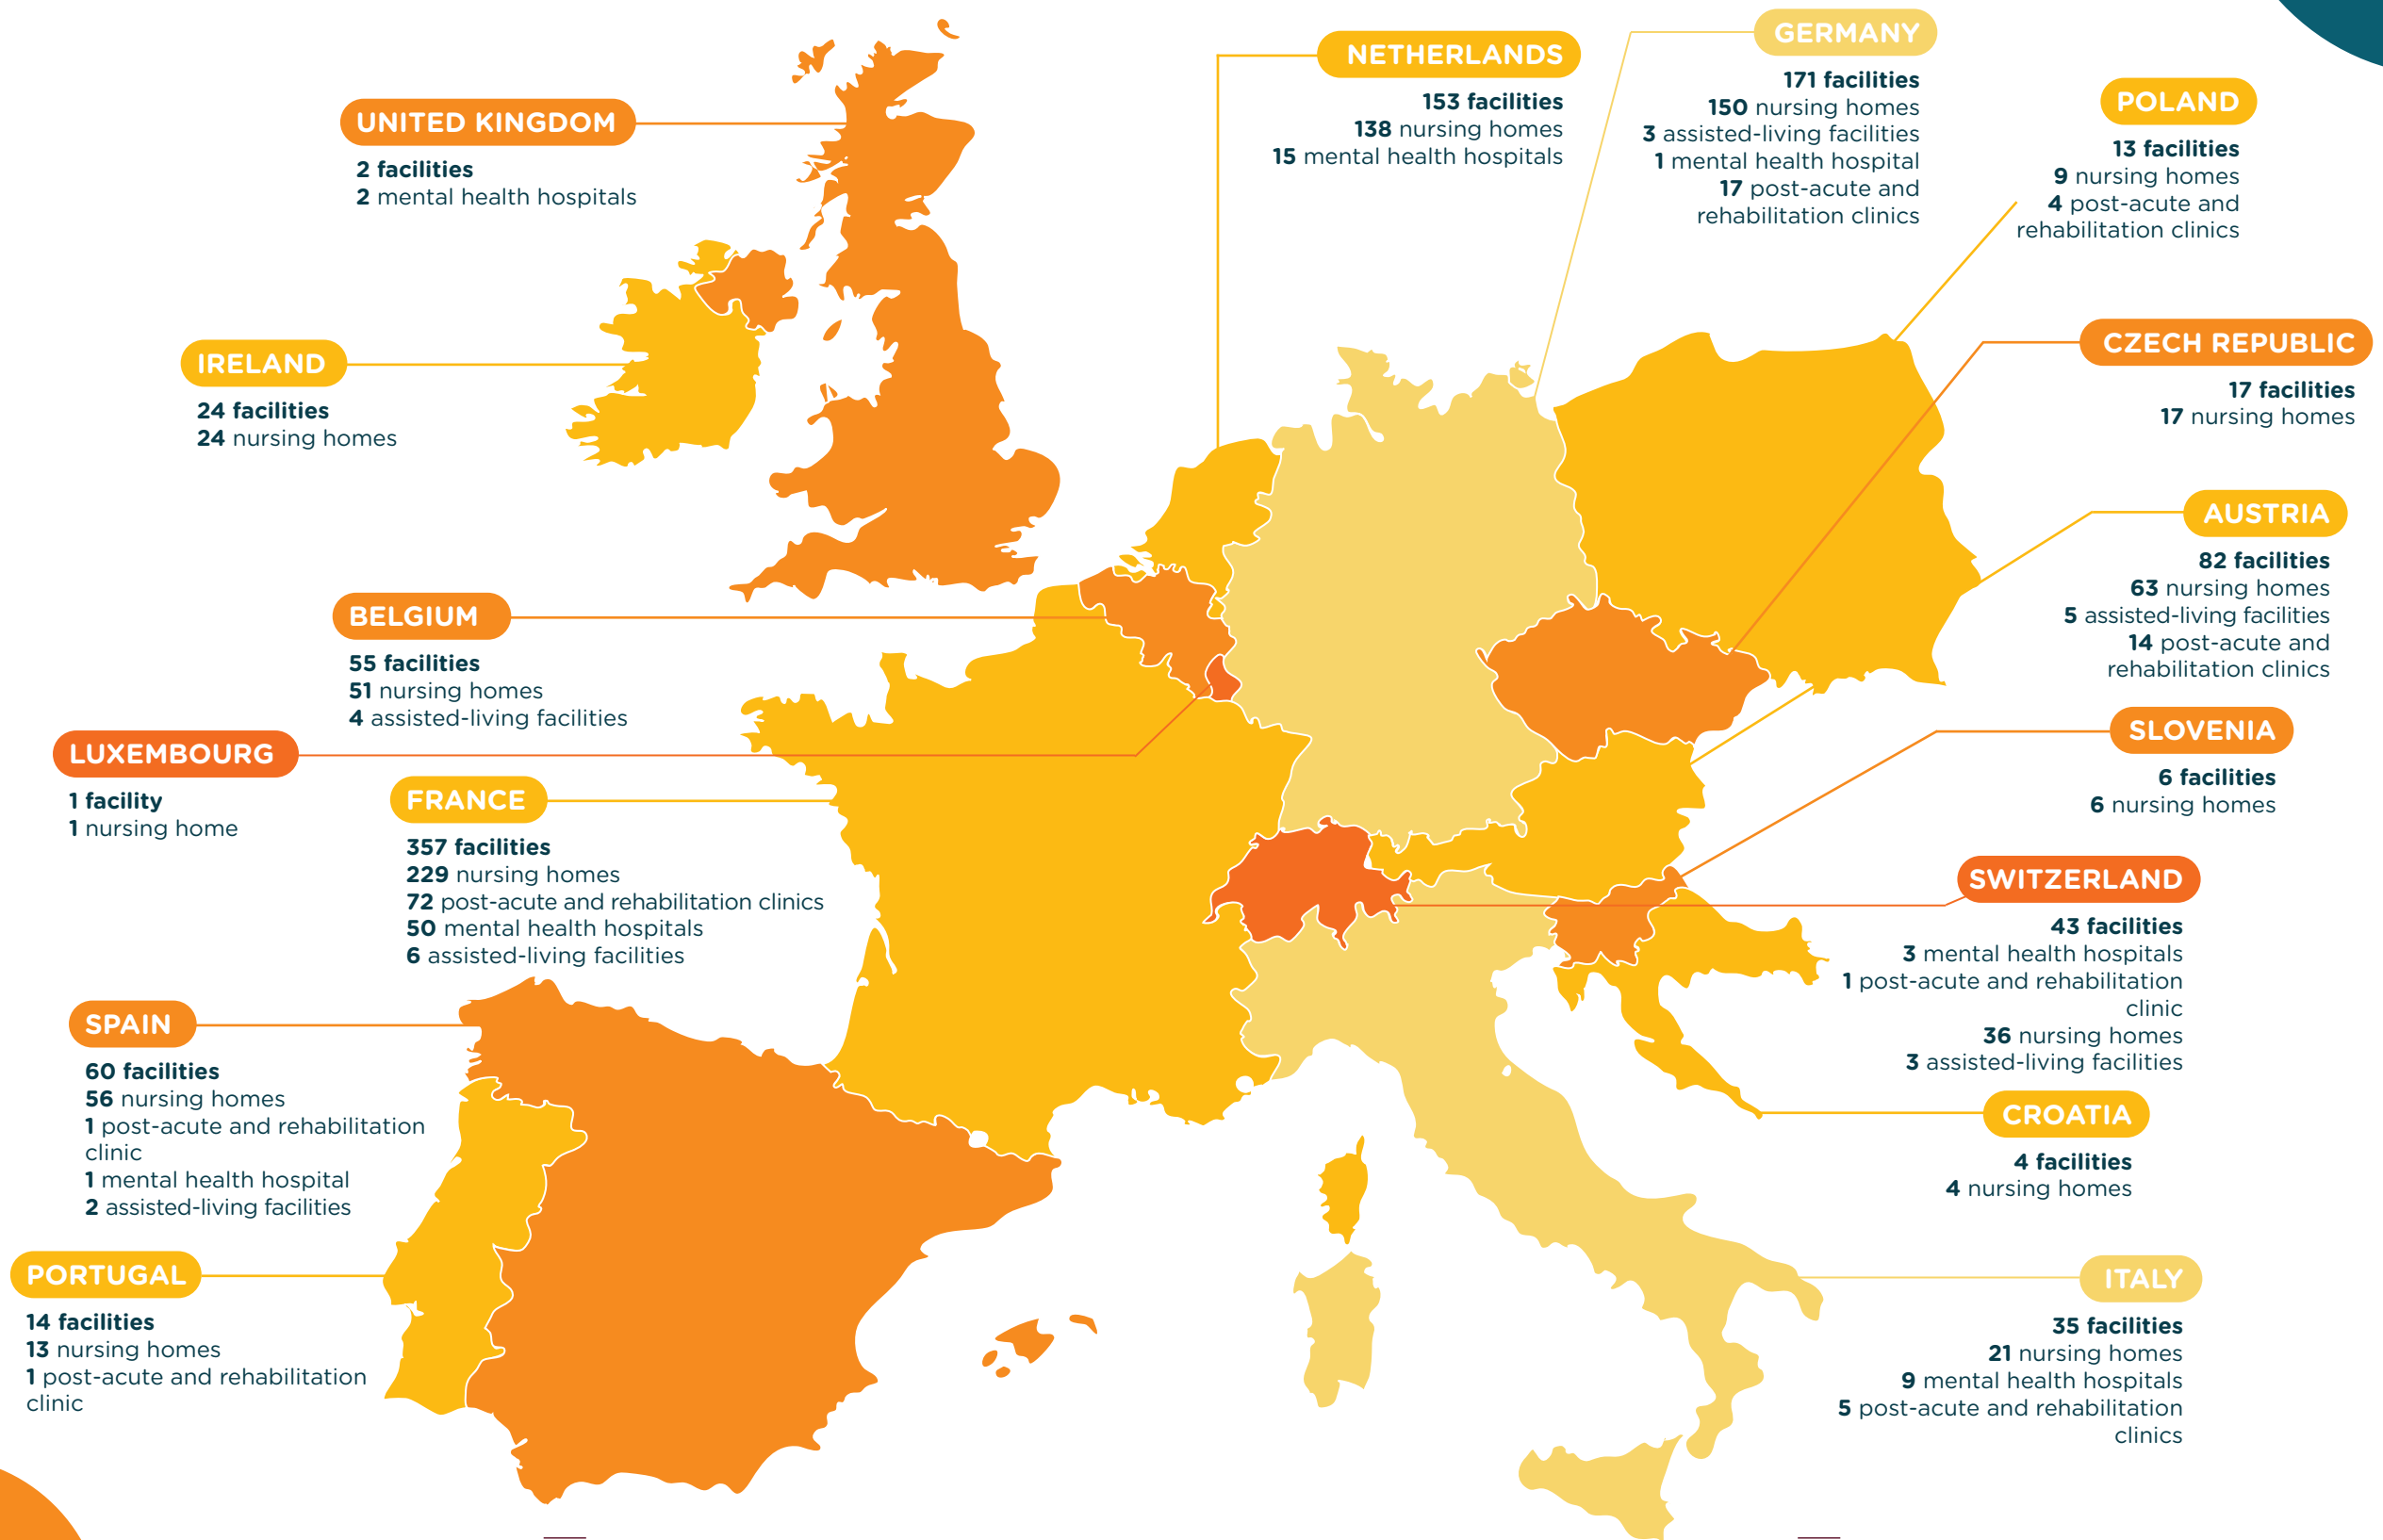 UNITED KINGDOM
2 facilities
2 mental health hospitals
IRELAND
24 facilities
24 nursing homes
BELGIUM
55 facilities
51 nursing homes
4 assisted-living facilities
LUXEMBOURG
1 facility
1 nursing home
FRANCE
357 facilities
229 nursing homes
72 post-acute and rehabilitation clinics
50 mental health hospitals
6 assisted-living facilities
SPAIN
60 facilities
56 nursing homes
1 post-acute and rehabilitation
clinic
1 mental health hospital
2 assisted-living facilities
PORTUGAL
14 facilities
13 nursing homes
1 post-acute and rehabilitation
clinic
NETHERLANDS
153 facilities
138 nursing homes
15 mental health hospitals
GERMANY
171 facilities
150 nursing homes
3 assisted-living facilities
1 mental health hospital
17 post-acute and
rehabilitation clinics
POLAND
13 facilities
9 nursing homes
4 post-acute and
rehabilitation clinics
CZECH REPUBLIC
17 facilities
17 nursing homes
AUSTRIA
82 facilities
63 nursing homes
5 assisted-living facilities
14 post-acute and
rehabilitation clinics
SLOVENIA
6 facilities
6 nursing homes
SWITZERLAND
43 facilities
3 mental health hospitals
1 post-acute and rehabilitation
clinic
36 nursing homes
3 assisted-living facilities
CROATIA
4 facilities
4 nursing homes
ITALY
35 facilities
21 nursing homes
9 mental health hospitals
5 post-acute and rehabilitation
clinics